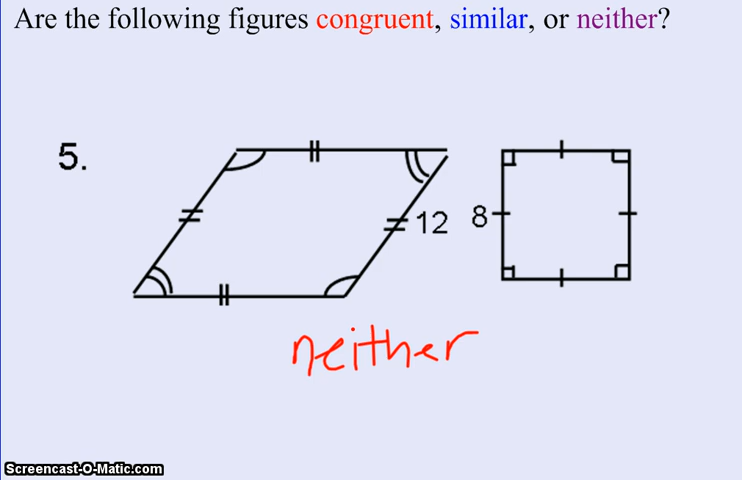 Are the following figures congruent, similar, or neither?
5.
12 8
neither
Screencast-O-Matic.com